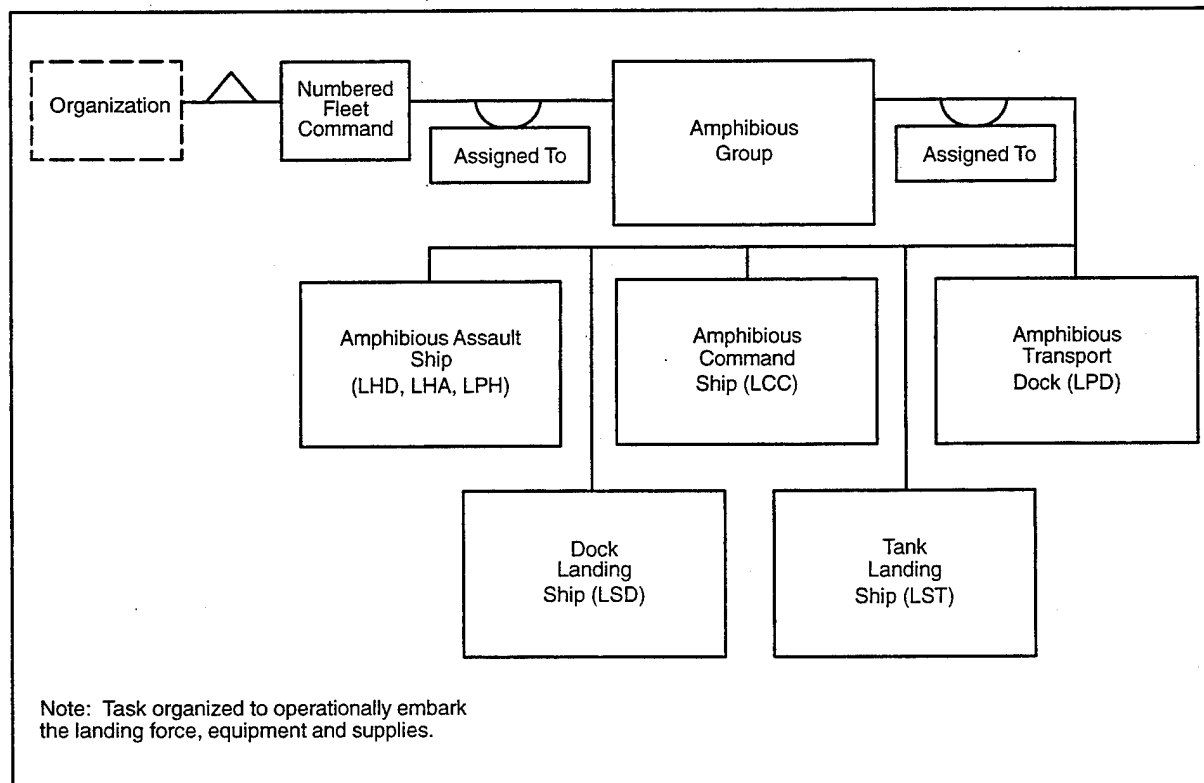 Organization
Numbered
Fleet
Command
Assigned To
Amphibious
Group
Assigned To
Amphibious Assault
Ship
(LHD, LHA, LPH)
Amphibious
Command
Ship (LCC)
Amphibious
Transport
Dock (LPD)
Dock
Landing
Ship (LSD)
Tank
Landing
Ship (LST)
Note: Task organized to operationally embark
the landing force, equipment and supplies.